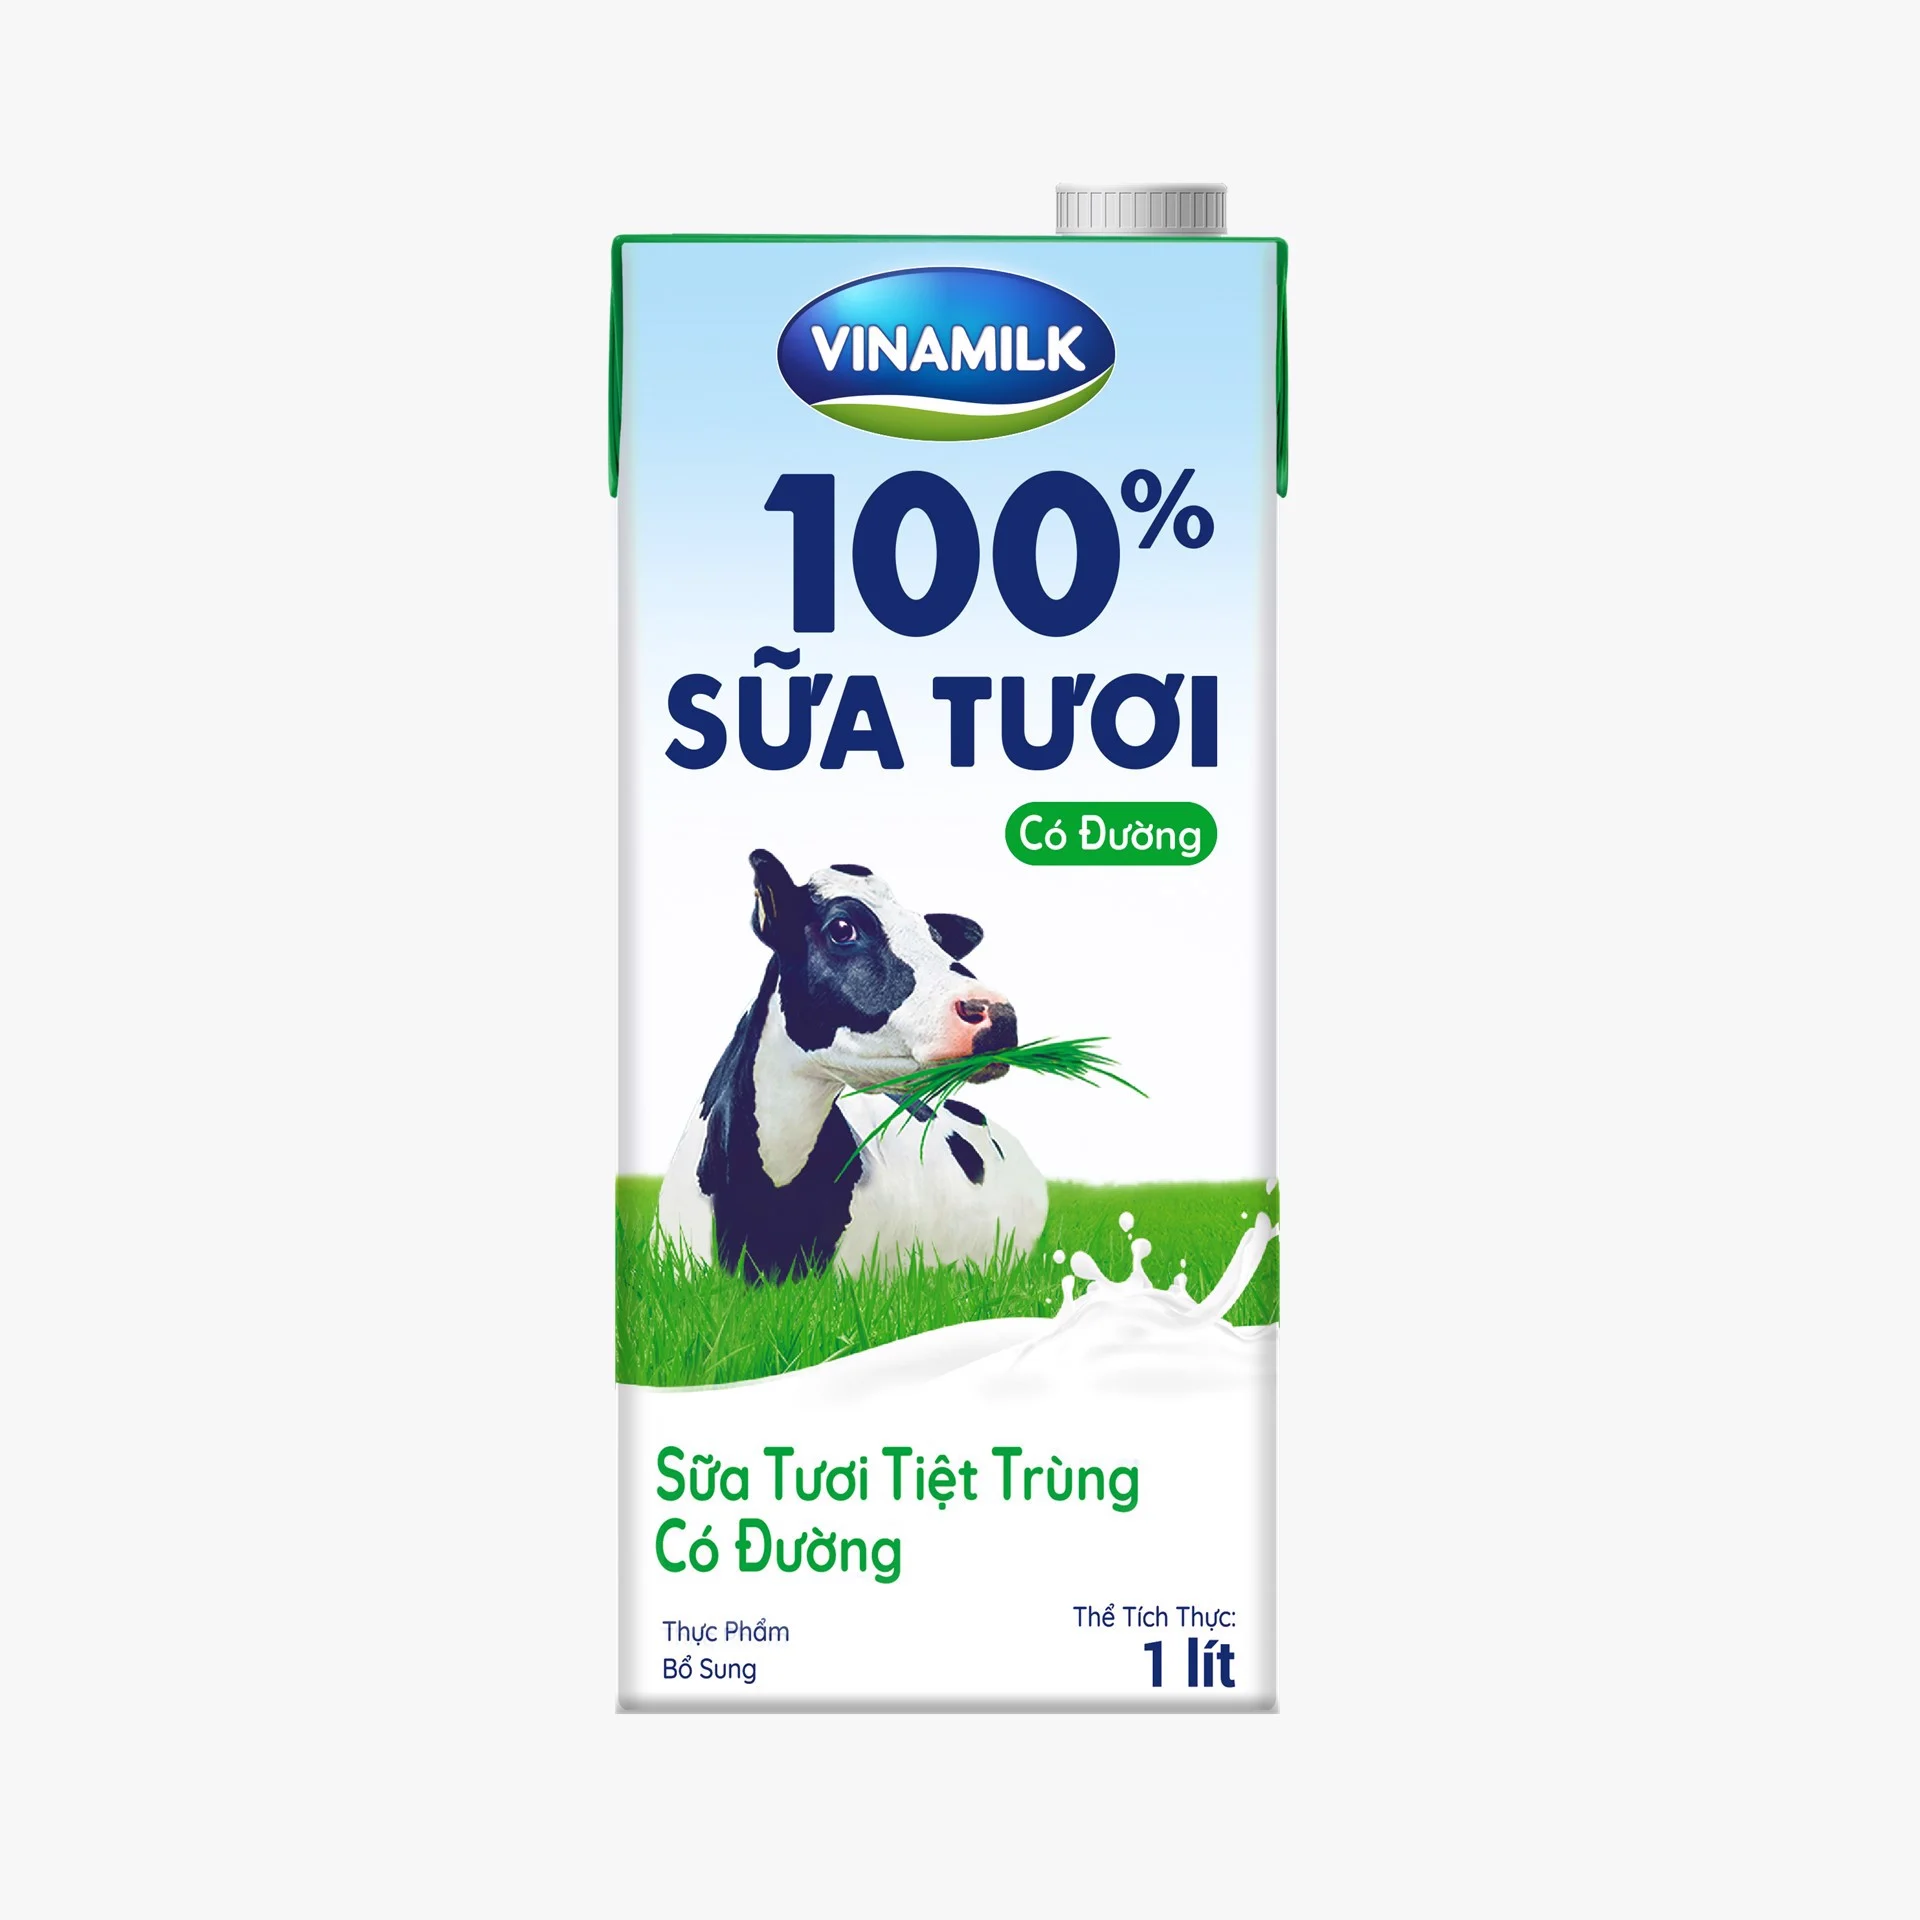 VINAMILK
100%
SỮA TƯƠI
Có Đường
Sữa Tươi Tiệt Trùng
Có Đường
Thực Phẩm
Bổ Sung
Thể Tích Thực:
1 lít